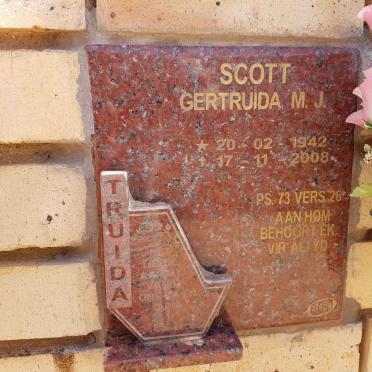 SCOTT
GERTRUIDA M. J.
★ 20 - 02 - 1942
† 17 - 11 - 2008
PS. 73 VERS 26
AAN HOM
BEHOORT EK
VIR ALTYD
TRUIDA